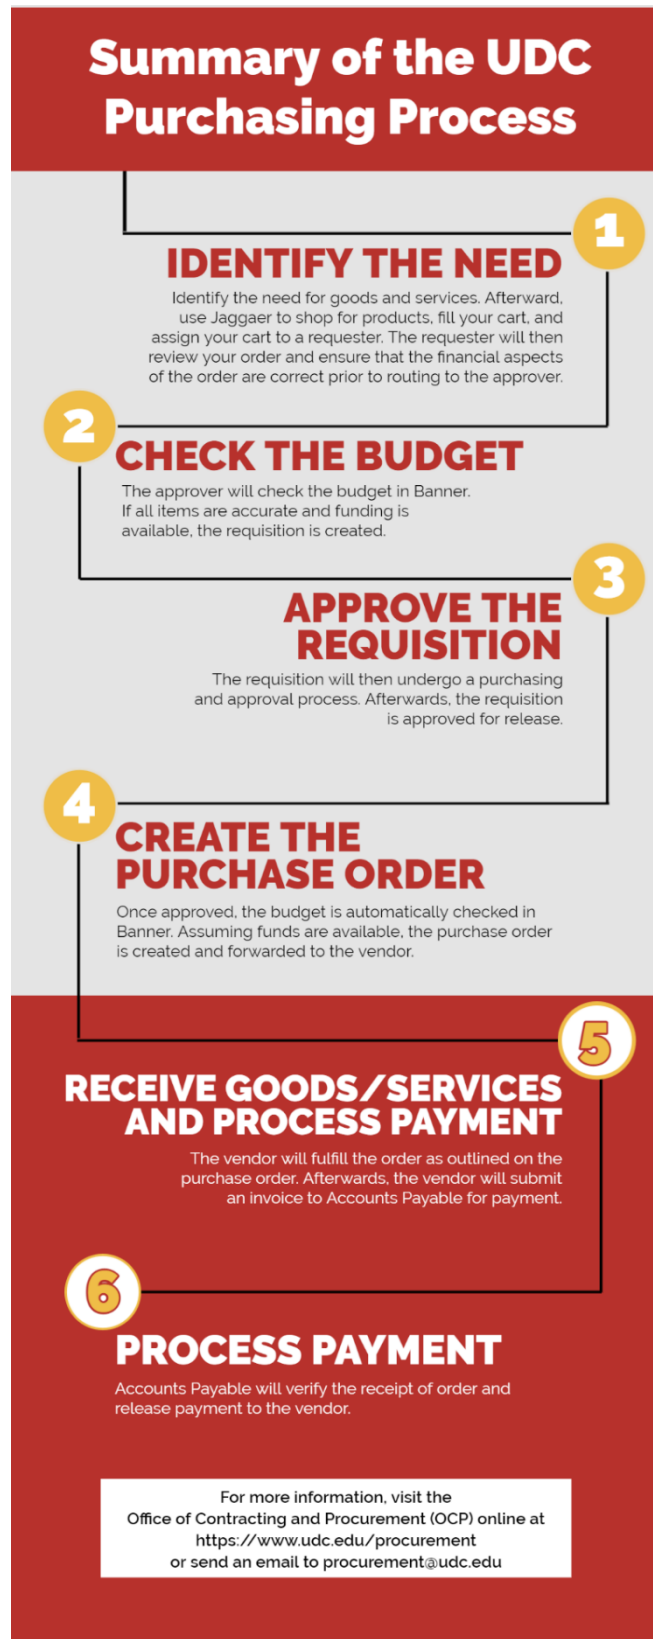 Summary of the UDC
Purchasing Process
1
IDENTIFY THE NEED
Identify the need for goods and services. Afterward,
use Jaggaer to shop for products, fill your cart, and
assign your cart to a requester. The requester will then
review your order and ensure that the financial aspects
of the order are correct prior to routing to the approver.
2
CHECK THE BUDGET
The approver will check the budget in Banner.
If all items are accurate and funding is
available, the requisition is created.
3
APPROVE THE
REQUISITION
The requisition will then undergo a purchasing
and approval process. Afterwards, the requisition
is approved for release.
4
CREATE THE
PURCHASE ORDER
Once approved, the budget is automatically checked in
Banner. Assuming funds are available, the purchase order
is created and forwarded to the vendor.
5
RECEIVE GOODS/SERVICES
AND PROCESS PAYMENT
The vendor will fulfill the order as outlined on the
purchase order. Afterwards, the vendor will submit
an invoice to Accounts Payable for payment.
6
PROCESS PAYMENT
Accounts Payable will verify the receipt of order and
release payment to the vendor.
For more information, visit the
Office of Contracting and Procurement (OCP) online at
https://www.udc.edu/procurement
or send an email to procurement@udc.edu